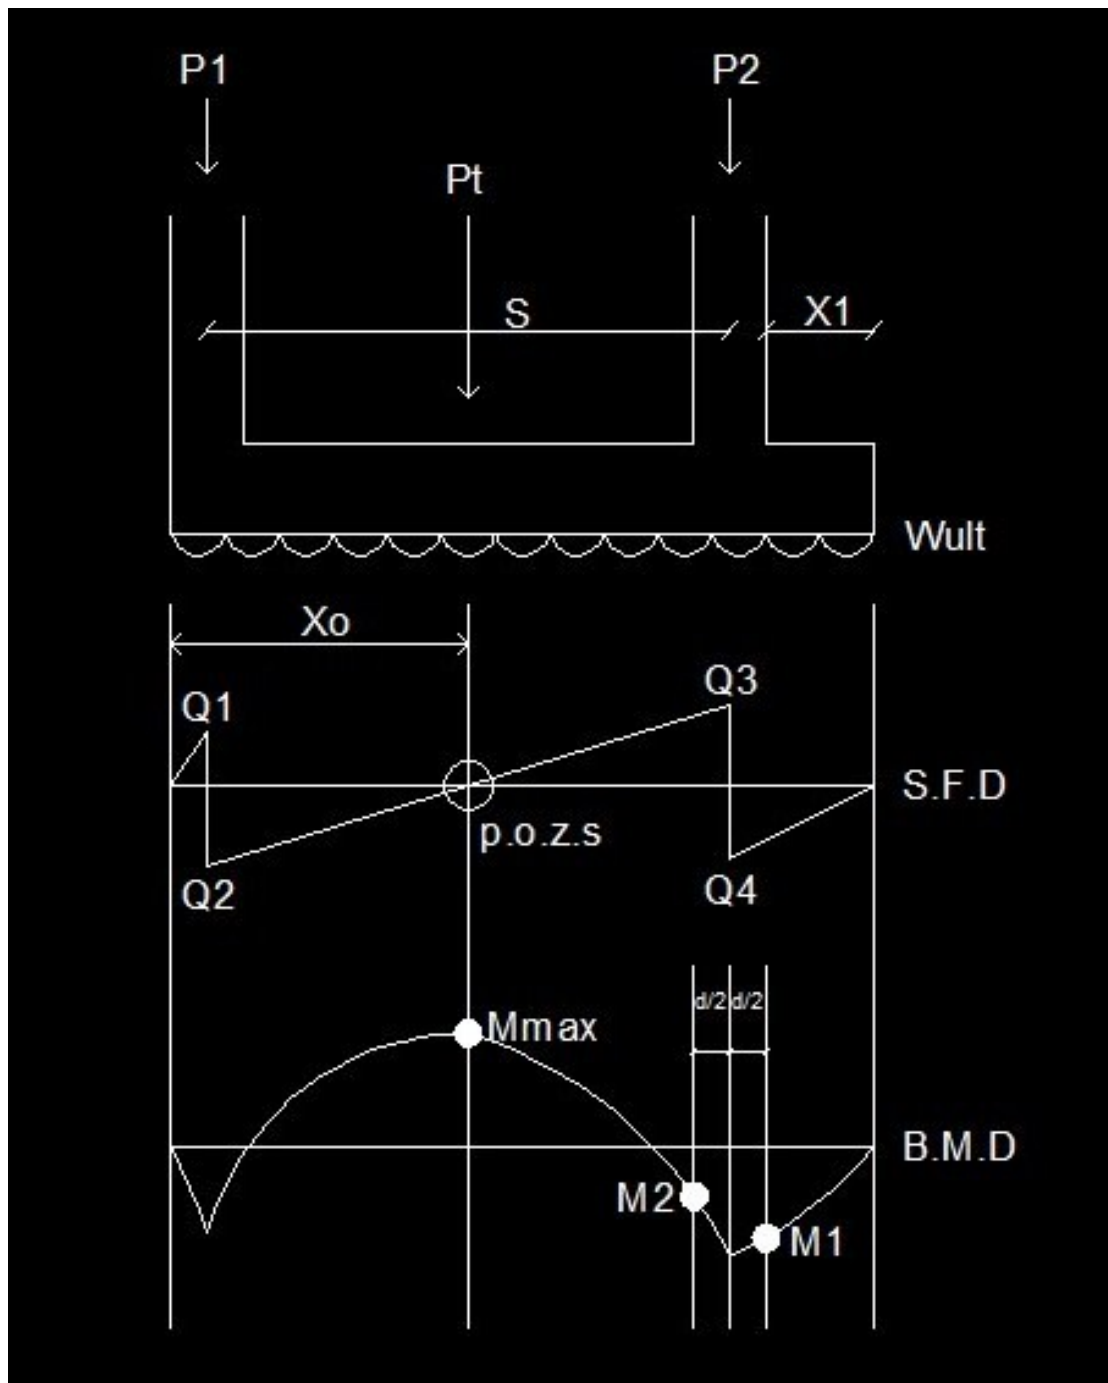 P1
P2
Pt
S
X1
Wult
Xo
Q1
Q3
S.F.D
p.o.z.s
Q2
Q4
d/2 d/2
Mmax
B.M.D
M2
M1